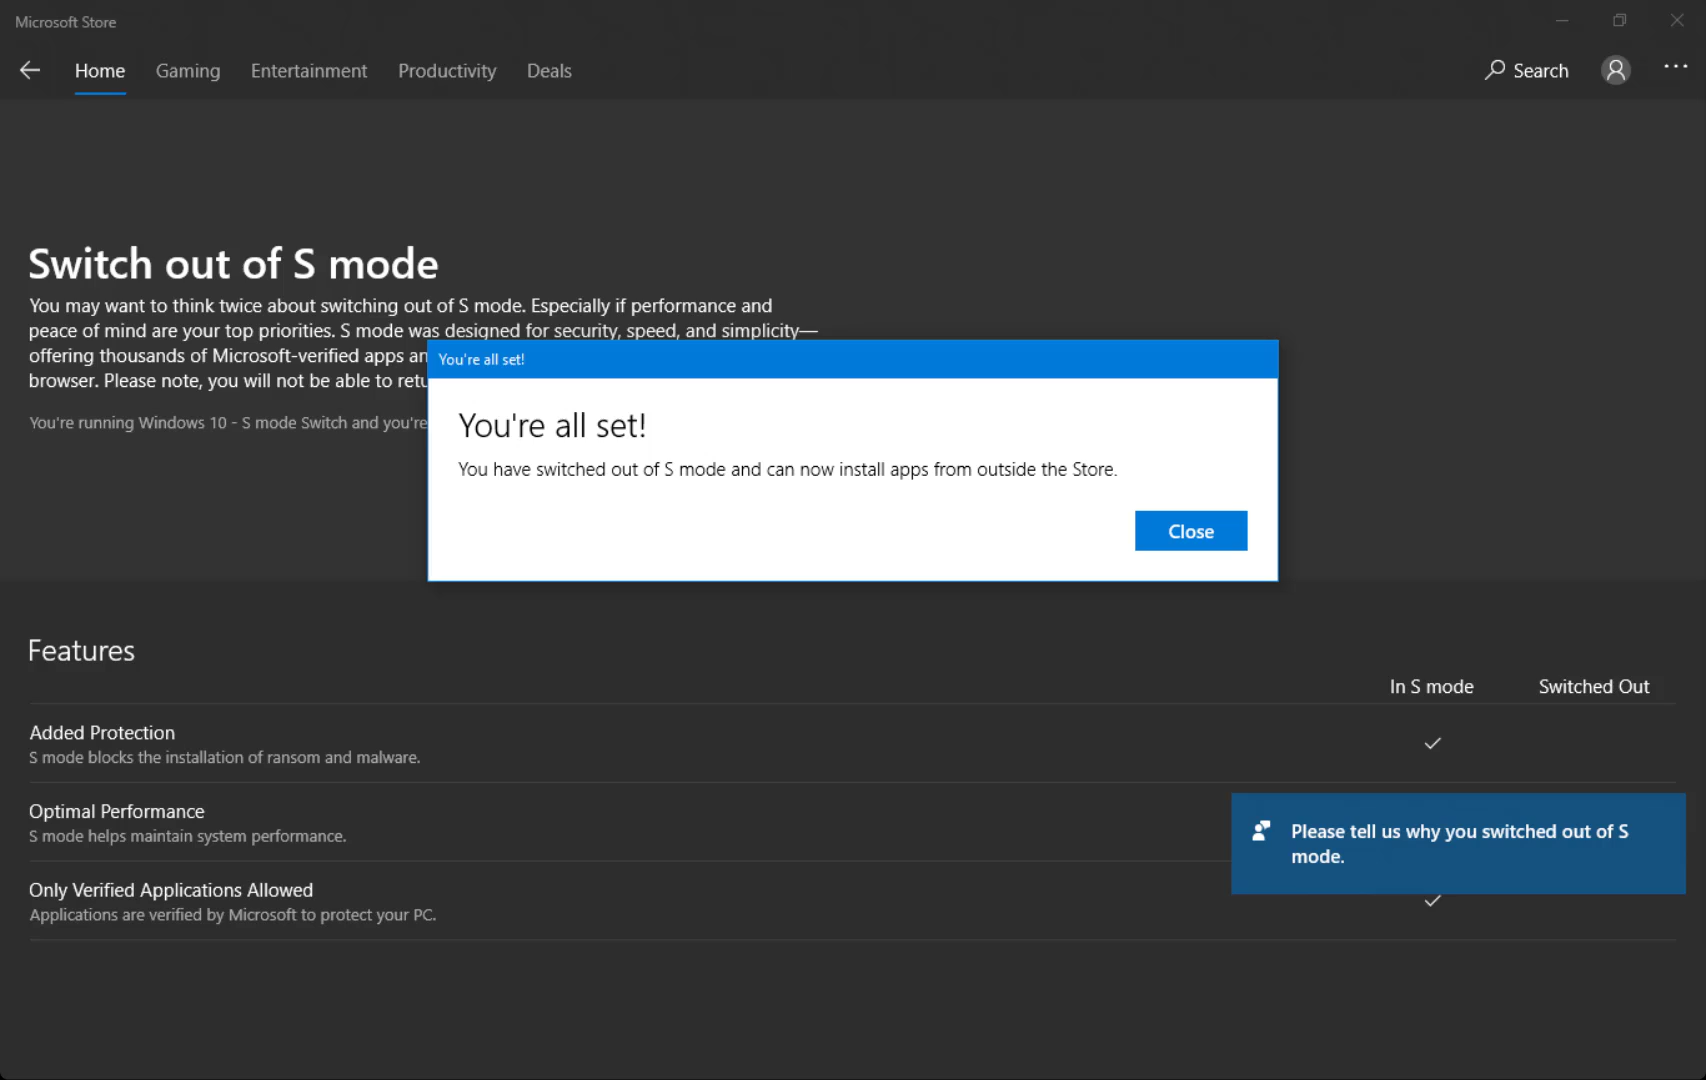 Microsoft Store
Home Gaming Entertainment Productivity Deals Search
Switch out of S mode
You may want to think twice about switching out of S mode. Especially if performance and
peace of mind are your top priorities. S mode was designed for security, speed, and simplicity—
offering thousands of Microsoft-verified apps
browser. Please note, you will not be able to
You're running Windows 10 - S mode Switch and you're
You're all set!
You're all set!
You have switched out of S mode and can now install apps from outside the Store.
Close
Features
In S mode Switched Out
Added Protection
S mode blocks the installation of ransom and malware.
Optimal Performance
S mode helps maintain system performance.
Please tell us why you switched out of S
mode.
Only Verified Applications Allowed
Applications are verified by Microsoft to protect your PC.